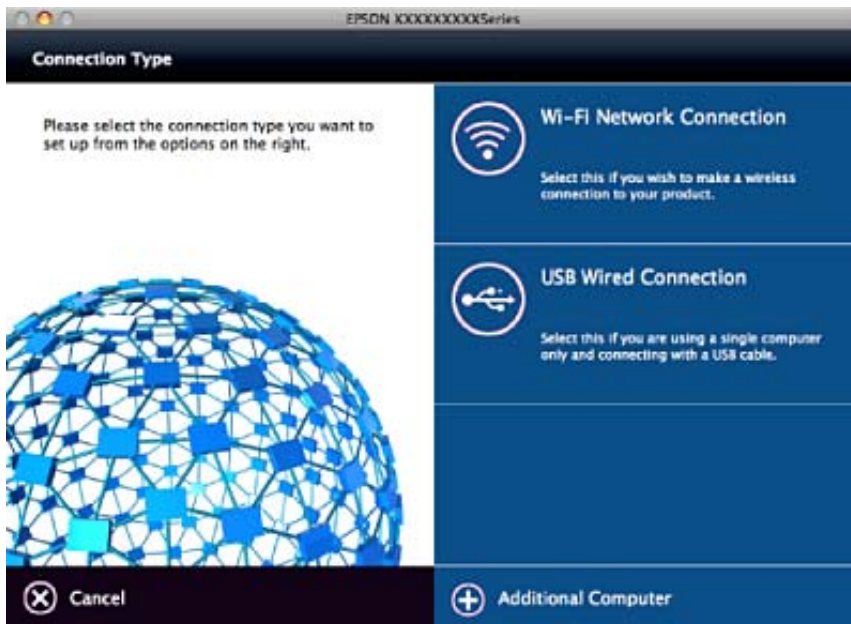 EPSON XXXXXXXXXSeries
Connection Type
Please select the connection type you want to
set up from the options on the right.
Wi-Fi Network Connection
Select this if you wish to make a wireless
connection to your product.
USB Wired Connection
Select this if you are using a single computer
only and connecting with a USB cable.
Cancel
Additional Computer